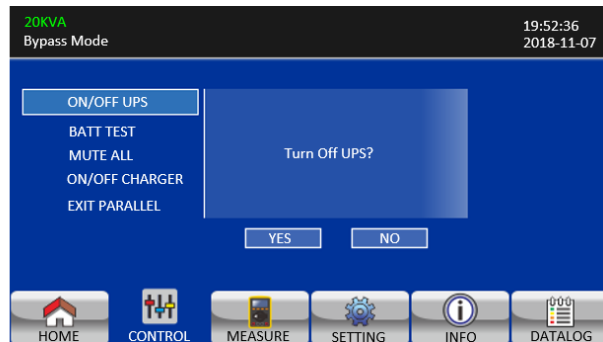 20KVA
Bypass Mode
19:52:36
2018-11-07
ON/OFF UPS
BATT TEST
MUTE ALL
ON/OFF CHARGER
EXIT PARALLEL
Turn Off UPS?
YES
NO
HOME
CONTROL
MEASURE
SETTING
INFO
DATALOG